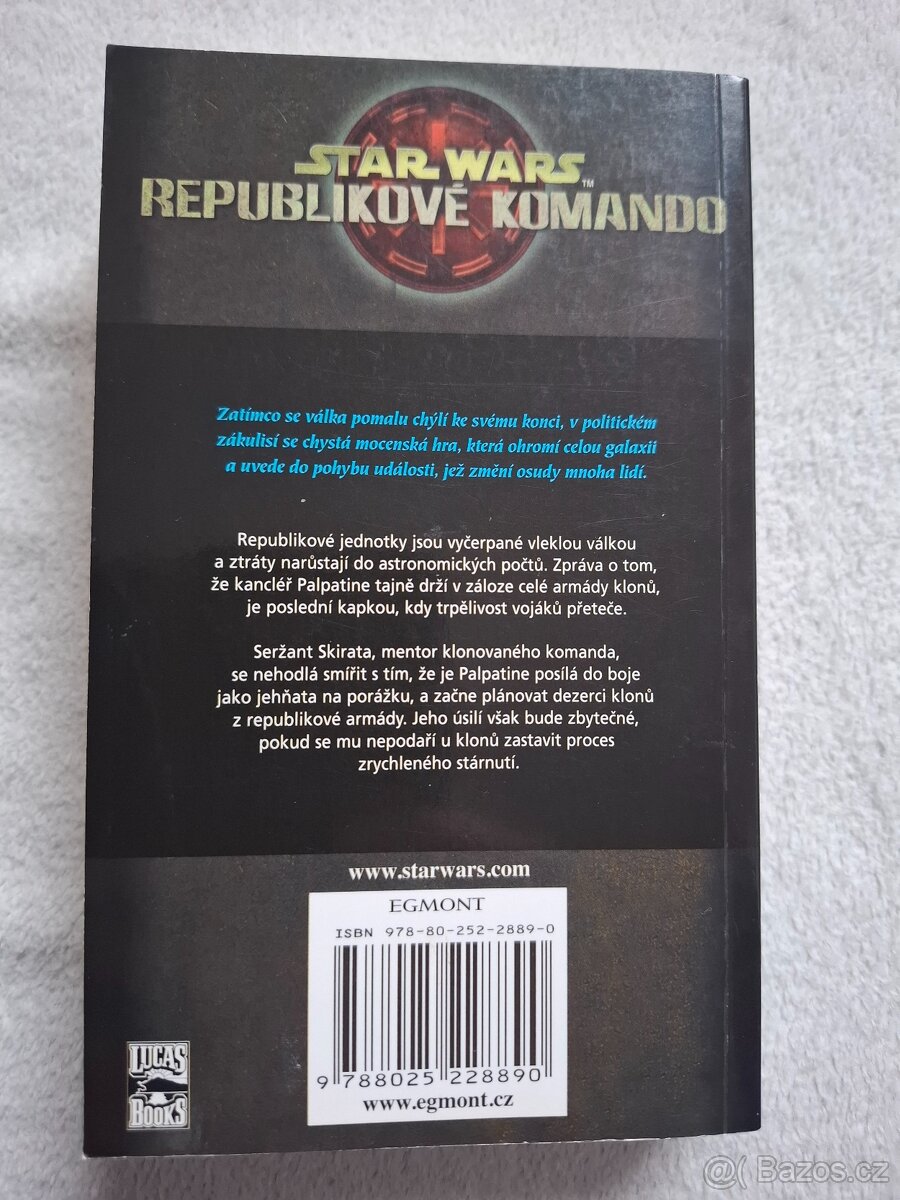 STAR WARS
™
REPUBLIKOVÉ KOMANDO
Zatímco se válka pomalu chýlí ke svému konci, v politickém
zákulisí se chystá mocenská hra, která ohromí celou galaxii
a uvede do pohybu události, jež změní osudy mnoha lidí.
Republikové jednotky jsou vyčerpané vleklou válkou
a ztráty narůstají do astronomických počtů. Zpráva o tom,
že kancléř Palpatine tajně drží v záloze celé armády klonů,
je poslední kapkou, kdy trpělivost vojáků přeteče.
Seržant Skirata, mentor klonovaného komanda,
se nehodlá smířit s tím, že je Palpatine posílá do boje
jako jehňata na porážku, a začne plánovat dezerci klonů
z republikové armády. Jeho úsilí však bude zbytečné,
pokud se mu nepodaří u klonů zastavit proces
zrychleného stárnutí.
www.starwars.com
EGMONT
ISBN 978-80-252-2889-0
9 788025 228890
www.egmont.cz
LUCAS
BOOKS
@( Bazos.cz